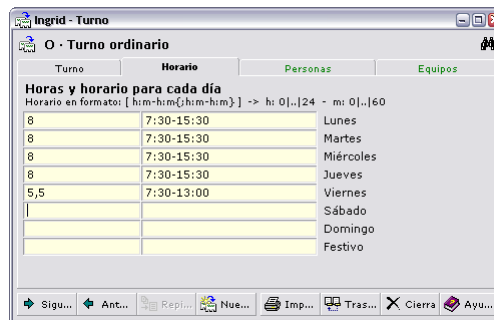 Ingrid - Turno
O · Turno ordinario
Turno Horario Personas Equipos
Horas y horario para cada día
Horario en formato: [ h:m-h:m{;h:m-h:m} ] -> h: 0|..|24 - m: 0|..|60
8 7:30-15:30 Lunes
8 7:30-15:30 Martes
8 7:30-15:30 Miércoles
8 7:30-15:30 Jueves
5,5 7:30-13:00 Viernes
Sábado
Domingo
Festivo
Sigu... Ant... Repi... Nue... Imp... Tras... Cierra Ayu...